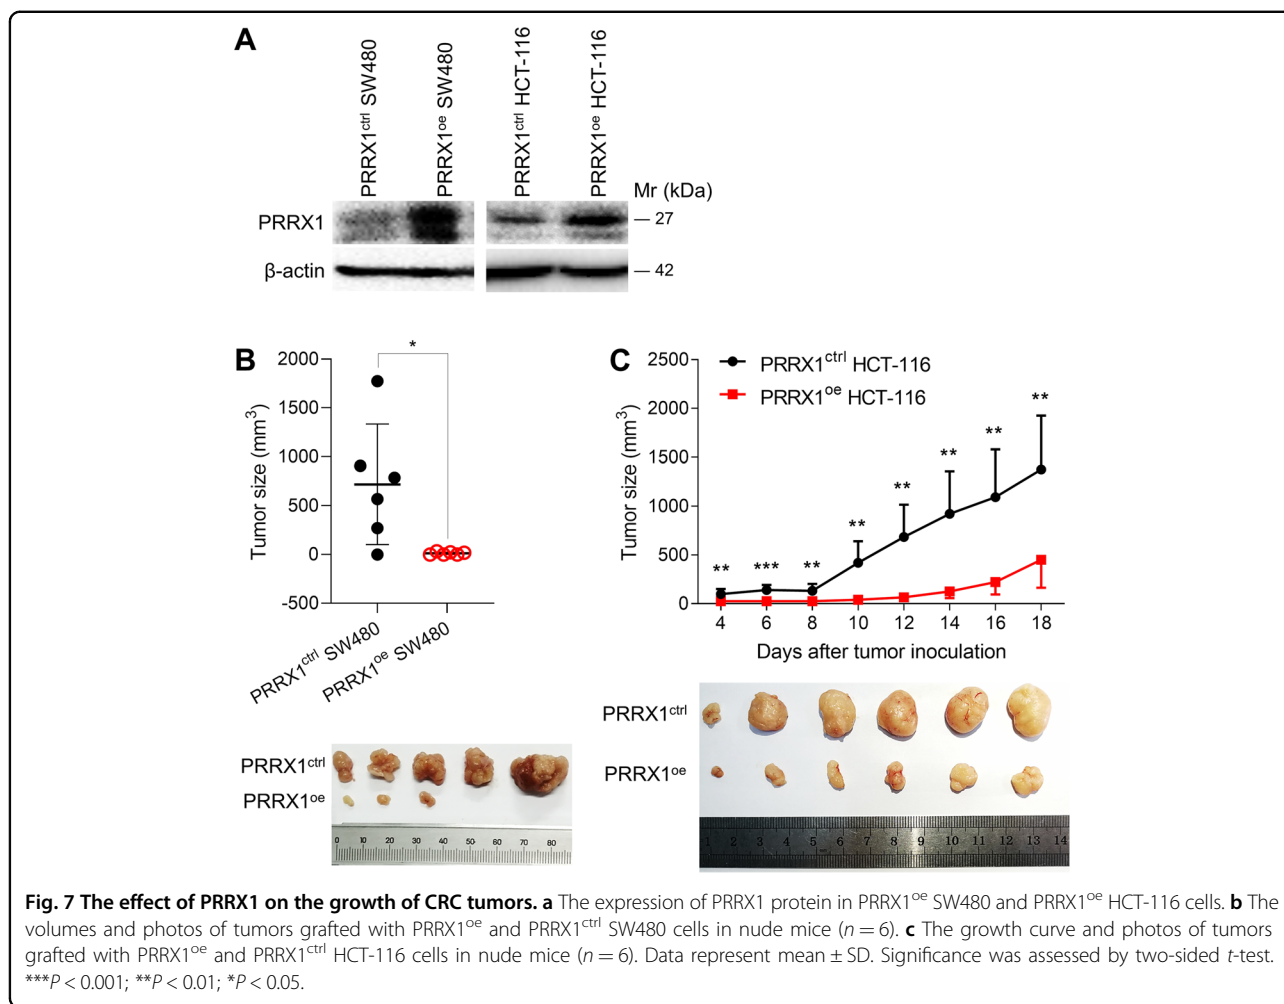 A
PRRX1ctrl SW480
PRRX1oe SW480
PRRX1ctrl HCT-116
PRRX1oe HCT-116
Mr (kDa)
PRRX1
— 27
β-actin
— 42
B
2000
1500
1000
500
0
-500
Tumor size (mm3)
*
PRRX1ctrl SW480
PRRX1oe SW480
PRRX1ctrl
PRRX1oe
0 10 20 30 40 50 60 70 80
C
2500
2000
1500
1000
500
0
Tumor size (mm3)
PRRX1ctrl HCT-116
PRRX1oe HCT-116
** *** ** ** ** ** ** **
4 6 8 10 12 14 16 18
Days after tumor inoculation
PRRX1ctrl
PRRX1oe
1 2 3 4 5 6 7 8 9 10 11 12 13 14
Fig. 7 The effect of PRRX1 on the growth of CRC tumors. a The expression of PRRX1 protein in PRRX1oe SW480 and PRRX1oe HCT-116 cells. b The
volumes and photos of tumors grafted with PRRX1oe and PRRX1ctrl SW480 cells in nude mice (n = 6). c The growth curve and photos of tumors
grafted with PRRX1oe and PRRX1ctrl HCT-116 cells in nude mice (n = 6). Data represent mean ± SD. Significance was assessed by two-sided t-test.
***P < 0.001; **P < 0.01; *P < 0.05.